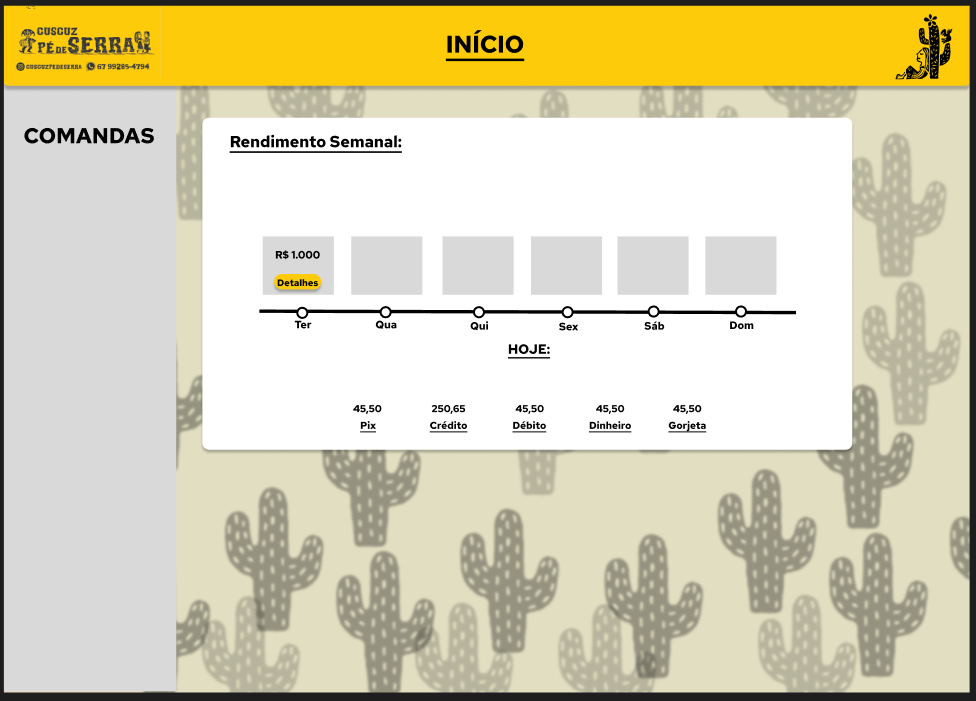 CUSCUZ
PÉ DE SERRA
CUSCUZPEDESERRA 67 99265-4794
INÍCIO
COMANDAS
Rendimento Semanal:
R$ 1.000
Detalhes
Ter Qua Qui Sex Sáb Dom
HOJE:
45,50 250,65 45,50 45,50 45,50
Pix Crédito Débito Dinheiro Gorjeta